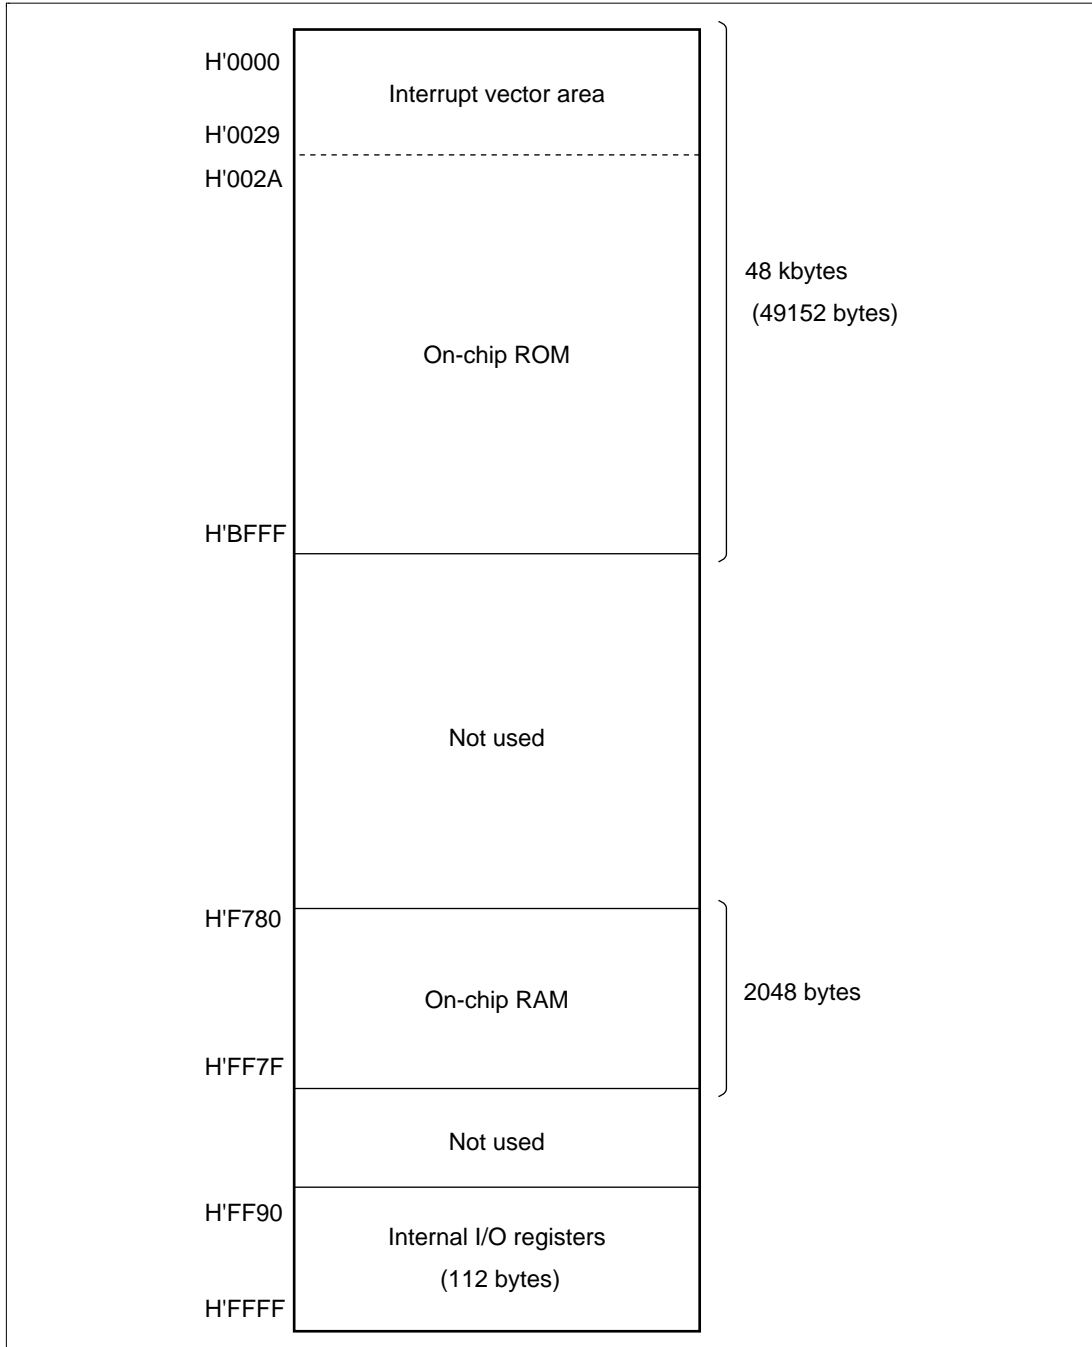 H'0000
Interrupt vector area
H'0029
H'002A
48 kbytes
(49152 bytes)
On-chip ROM
H'BFFF
Not used
H'F780
On-chip RAM
2048 bytes
H'FF7F
Not used
H'FF90
Internal I/O registers
(112 bytes)
H'FFFF